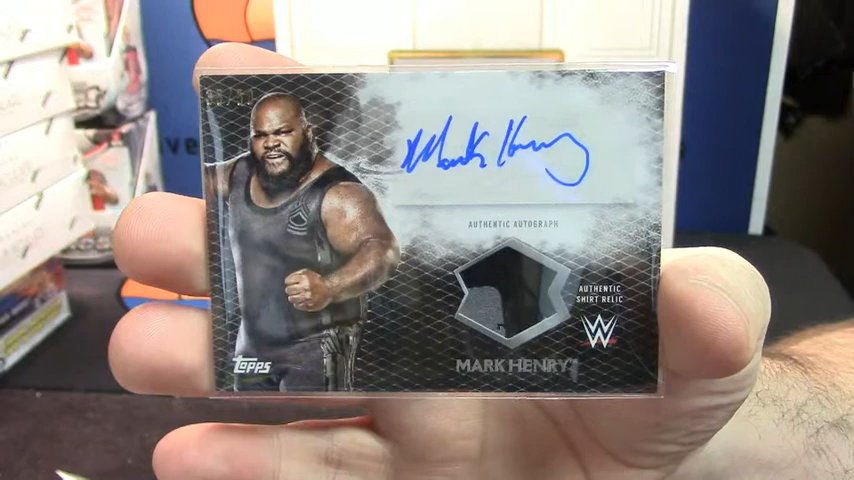 Mark Henry
AUTHENTIC AUTOGRAPH
AUTHENTIC
SHIRT RELIC
W
topps
MARK HENRY